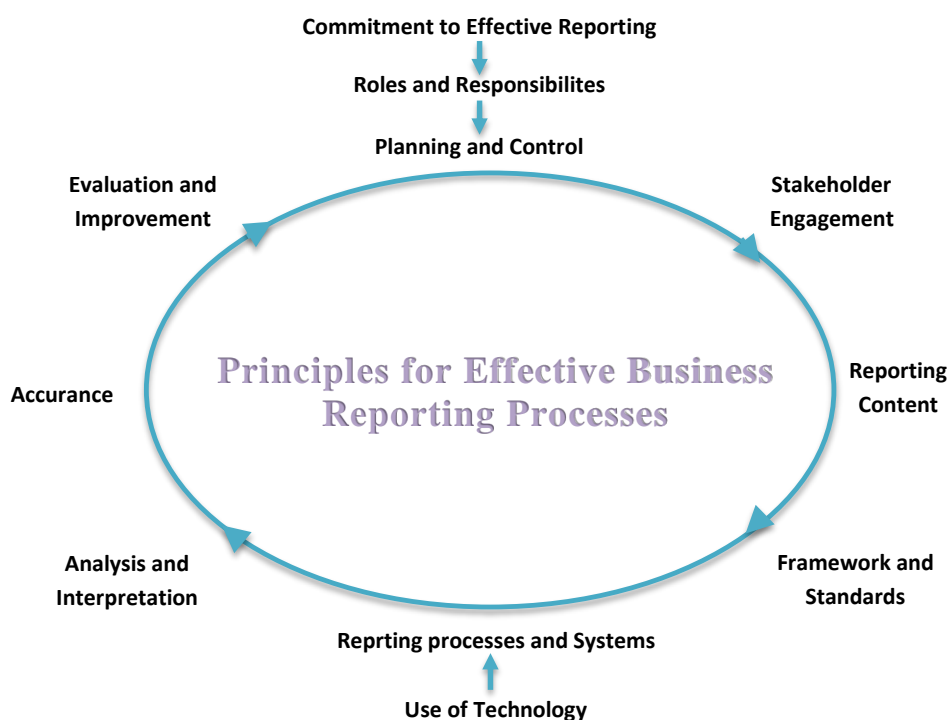 Commitment to Effective Reporting
Roles and Responsibilites
Planning and Control
Evaluation and
Improvement
Stakeholder
Engagement
Principles for Effective Business
Reporting Processes
Accurance
Reporting
Content
Analysis and
Interpretation
Framework and
Standards
Reprting processes and Systems
Use of Technology